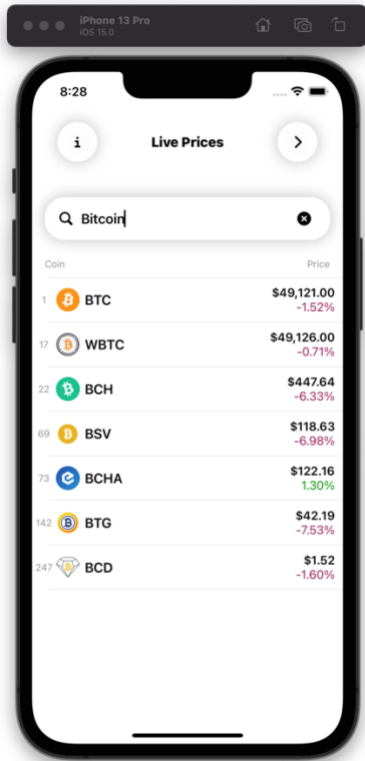 iPhone 13 Pro
iOS 15.0
8:28
i
Live Prices
Bitcoin
Coin Price
1 BTC $49,121.00
-1.52%
17 WBTC $49,126.00
-0.71%
22 BCH $447.64
-6.33%
69 BSV $118.63
-6.98%
73 BCHA $122.16
1.30%
142 BTG $42.19
-7.53%
247 BCD $1.52
-1.60%